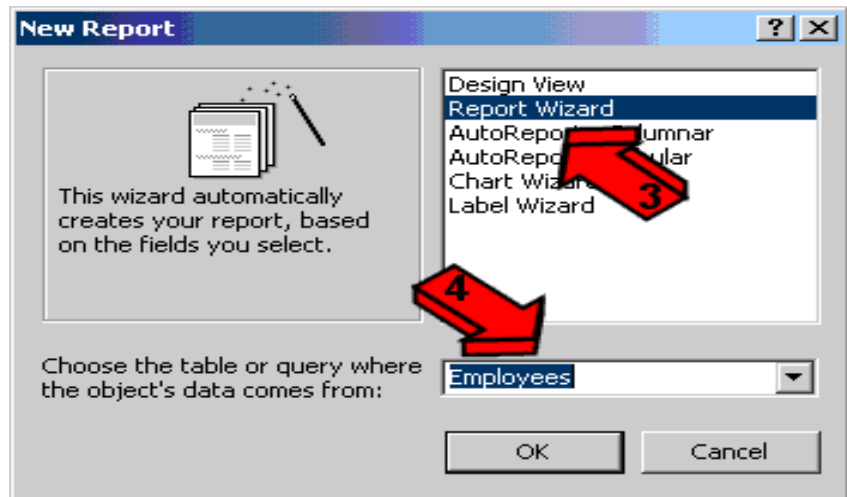 New Report
? X
This wizard automatically
creates your report, based
on the fields you select.
Design View
Report Wizard
AutoReport: Columnar
AutoReport: Tabular
Chart Wizard
Label Wizard
3
4
Choose the table or query where
the object's data comes from:
Employees
OK
Cancel